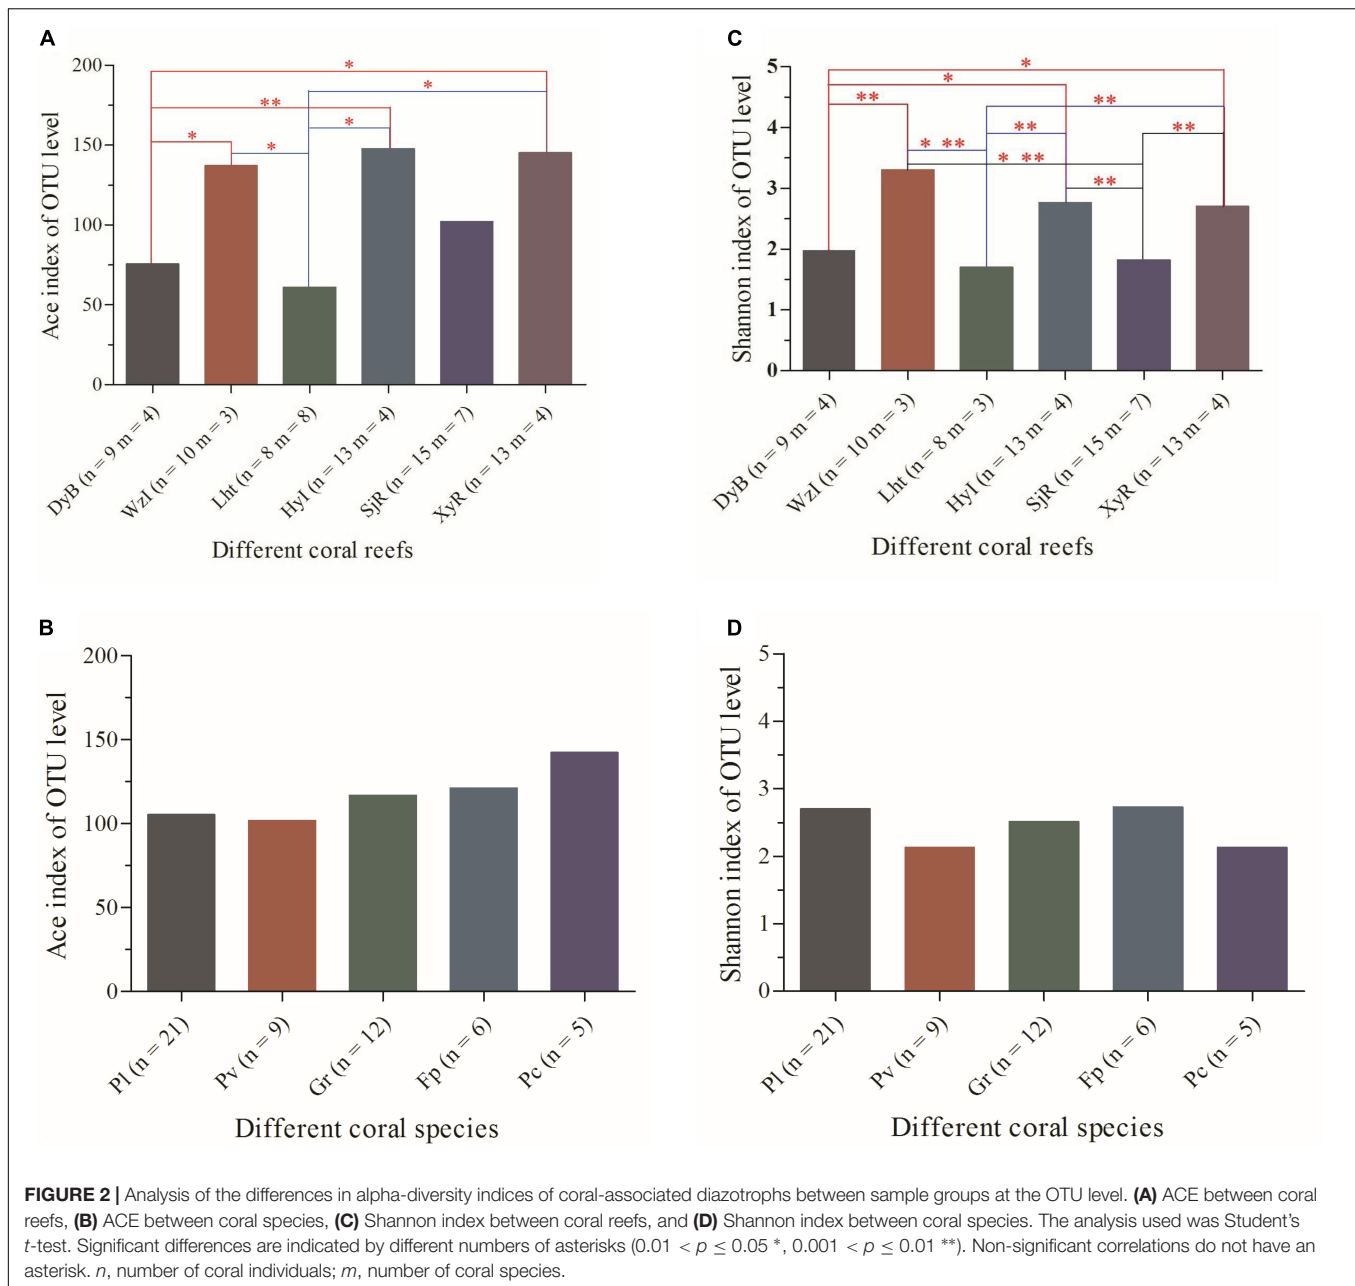 A
Ace index of OTU level
200
150
100
50
0
*
**
*
*
*
*
DyB (n = 9 m = 4)
WzI (n = 10 m = 3)
Lht (n = 8 m = 8)
HyI (n = 13 m = 4)
SjR (n = 15 m = 7)
XyR (n = 13 m = 4)
Different coral reefs
C
Shannon index of OTU level
5
4
3
2
1
0
*
*
**
**
**
**
* **
* **
**
DyB (n = 9 m = 4)
WzI (n = 10 m = 3)
Lht (n = 8 m = 3)
HyI (n = 13 m = 4)
SjR (n = 15 m = 7)
XyR (n = 13 m = 4)
Different coral reefs
B
Ace index of OTU level
200
150
100
50
0
Pl (n = 21)
Pv (n = 9)
Gr (n = 12)
Fp (n = 6)
Pc (n = 5)
Different coral species
D
Shannon index of OTU level
5
4
3
2
1
0
Pl (n = 21)
Pv (n = 9)
Gr (n = 12)
Fp (n = 6)
Pc (n = 5)
Different coral species
FIGURE 2 | Analysis of the differences in alpha-diversity indices of coral-associated diazotrophs between sample groups at the OTU level. (A) ACE between coral
reefs, (B) ACE between coral species, (C) Shannon index between coral reefs, and (D) Shannon index between coral species. The analysis used was Student's
t-test. Significant differences are indicated by different numbers of asterisks (0.01 < p ≤ 0.05 *, 0.001 < p ≤ 0.01 **). Non-significant correlations do not have an
asterisk. n, number of coral individuals; m, number of coral species.